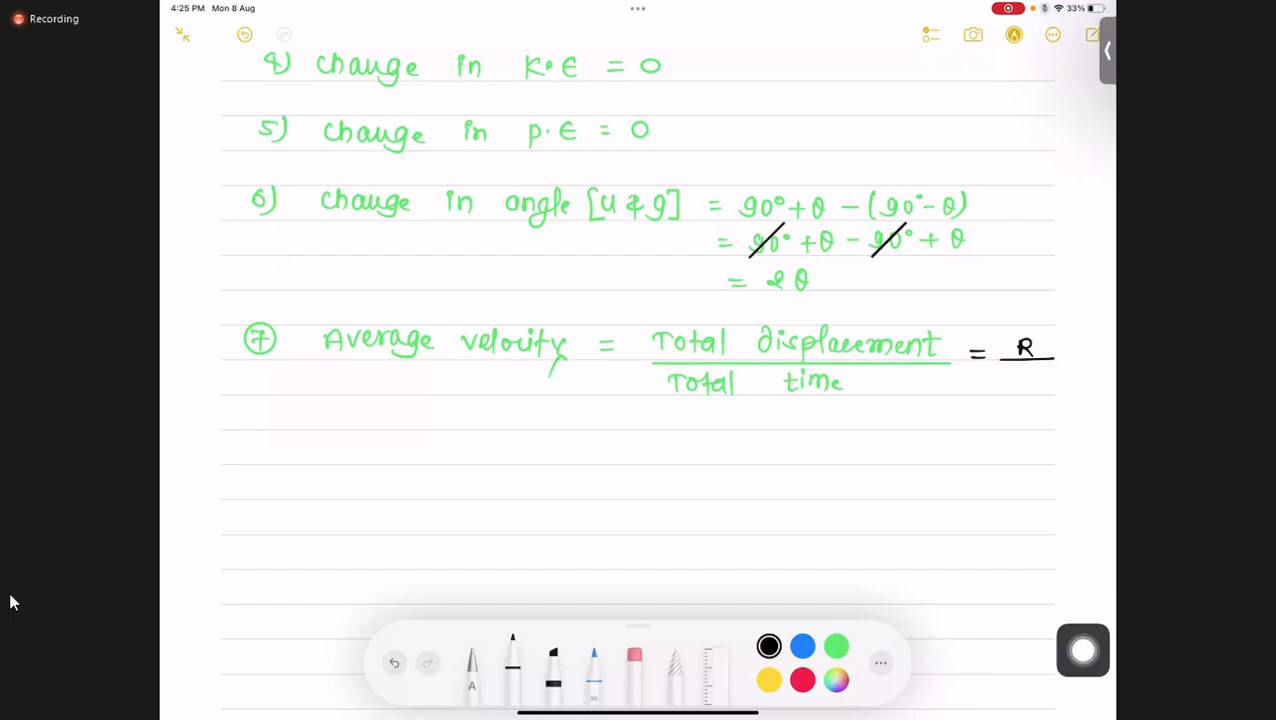 Recording
4:25 PM Mon 8 Aug
33%
4) change in K.E = 0
5) change in P.E = 0
6) change in angle [u & g] = 90° + θ - (90° - θ)
= 90° + θ - 90° + θ
= 2θ
7 Average velocity = Total displacement / Total time = R
A
50